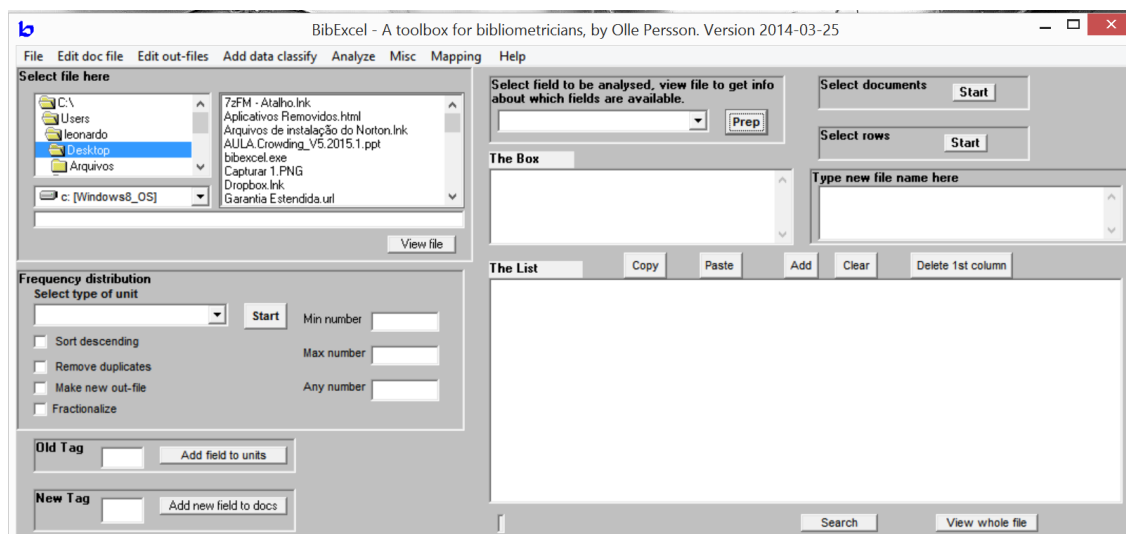 BibExcel - A toolbox for bibliometricians, by Olle Persson. Version 2014-03-25
File Edit doc file Edit out-files Add data classify Analyze Misc Mapping Help
Select file here
C:\
Users
leonardo
Desktop
Arquivos
c: [Windows8_OS]
7zFM - Atalho.lnk
Aplicativos Removidos.html
Arquivos de instalação do Norton.lnk
AULA.Crowding_V5.2015.1.ppt
bibexcel.exe
Capturar 1.PNG
Dropbox.lnk
Garantia Estendida.url
View file
Frequency distribution
Select type of unit
Start
Sort descending
Remove duplicates
Make new out-file
Fractionalize
Min number
Max number
Any number
Old Tag
Add field to units
New Tag
Add new field to docs
Select field to be analysed, view file to get info
about which fields are available.
Prep
Select documents
Start
Select rows
Start
The Box
Type new file name here
The List
Copy
Paste
Add
Clear
Delete 1st column
Search
View whole file